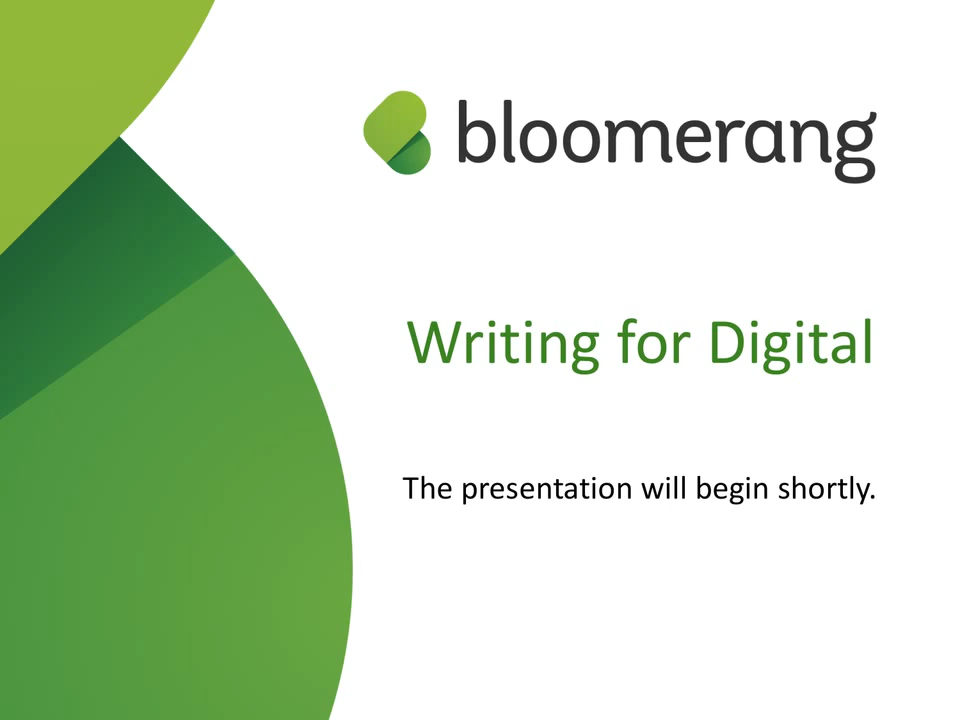 bloomerang
Writing for Digital
The presentation will begin shortly.